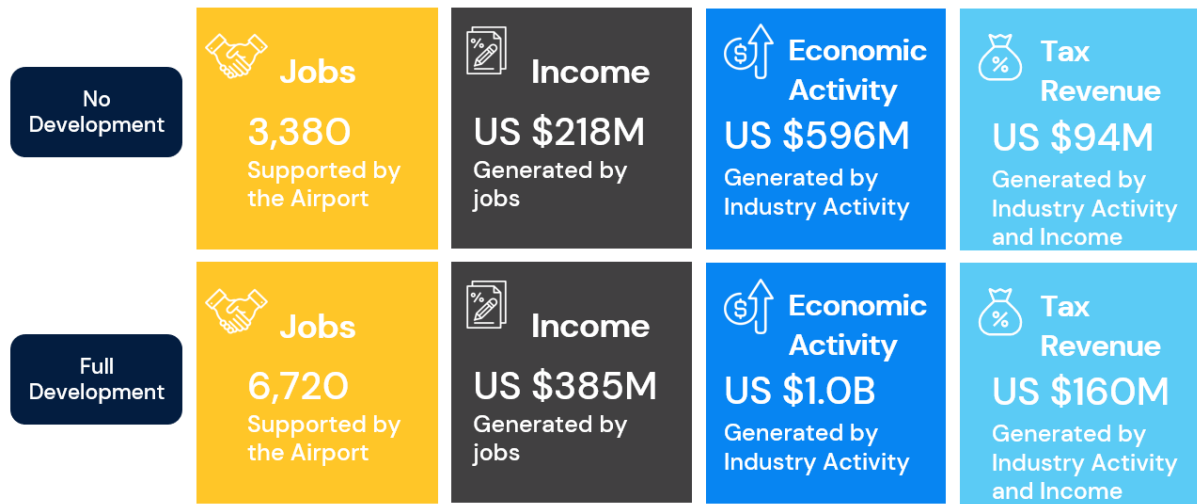 No
Development
Jobs
3,380
Supported by
the Airport
Income
US $218M
Generated by
jobs
Economic
Activity
US $596M
Generated by
Industry Activity
Tax
Revenue
US $94M
Generated by
Industry Activity
and Income
Full
Development
Jobs
6,720
Supported by
the Airport
Income
US $385M
Generated by
jobs
Economic
Activity
US $1.0B
Generated by
Industry Activity
Tax
Revenue
US $160M
Generated by
Industry Activity
and Income